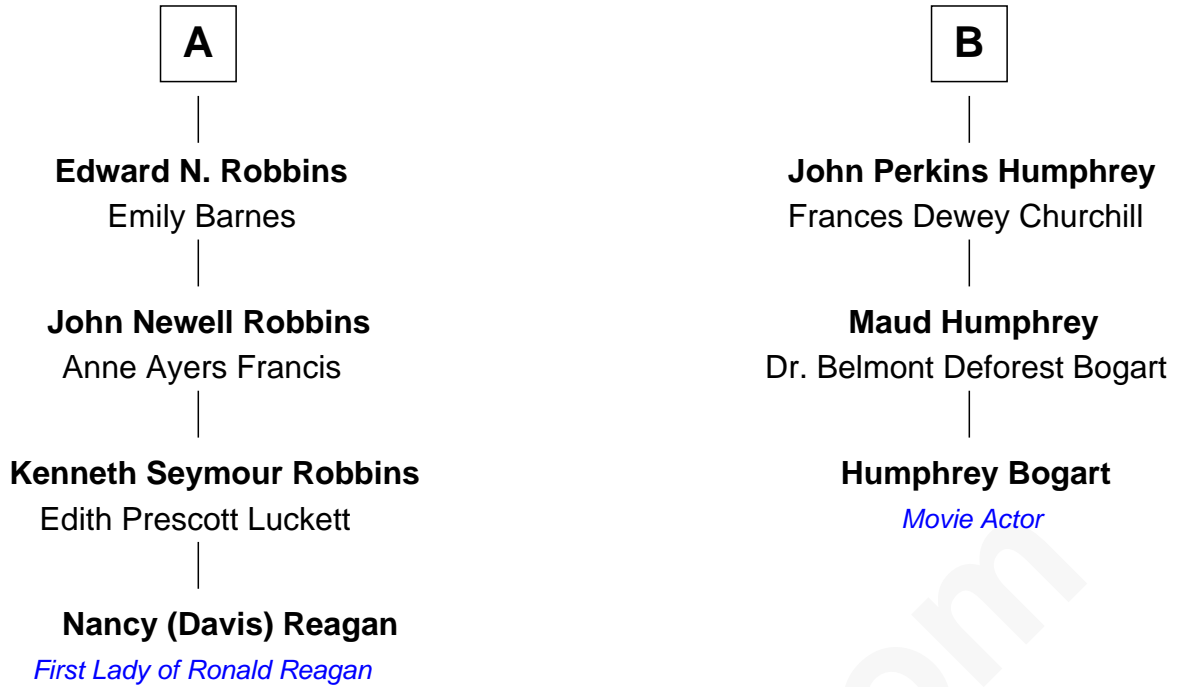 A
Edward N. Robbins
Emily Barnes
John Newell Robbins
Anne Ayers Francis
Kenneth Seymour Robbins
Edith Prescott Luckett
Nancy (Davis) Reagan
First Lady of Ronald Reagan
B
John Perkins Humphrey
Frances Dewey Churchill
Maud Humphrey
Dr. Belmont Deforest Bogart
Humphrey Bogart
Movie Actor
om